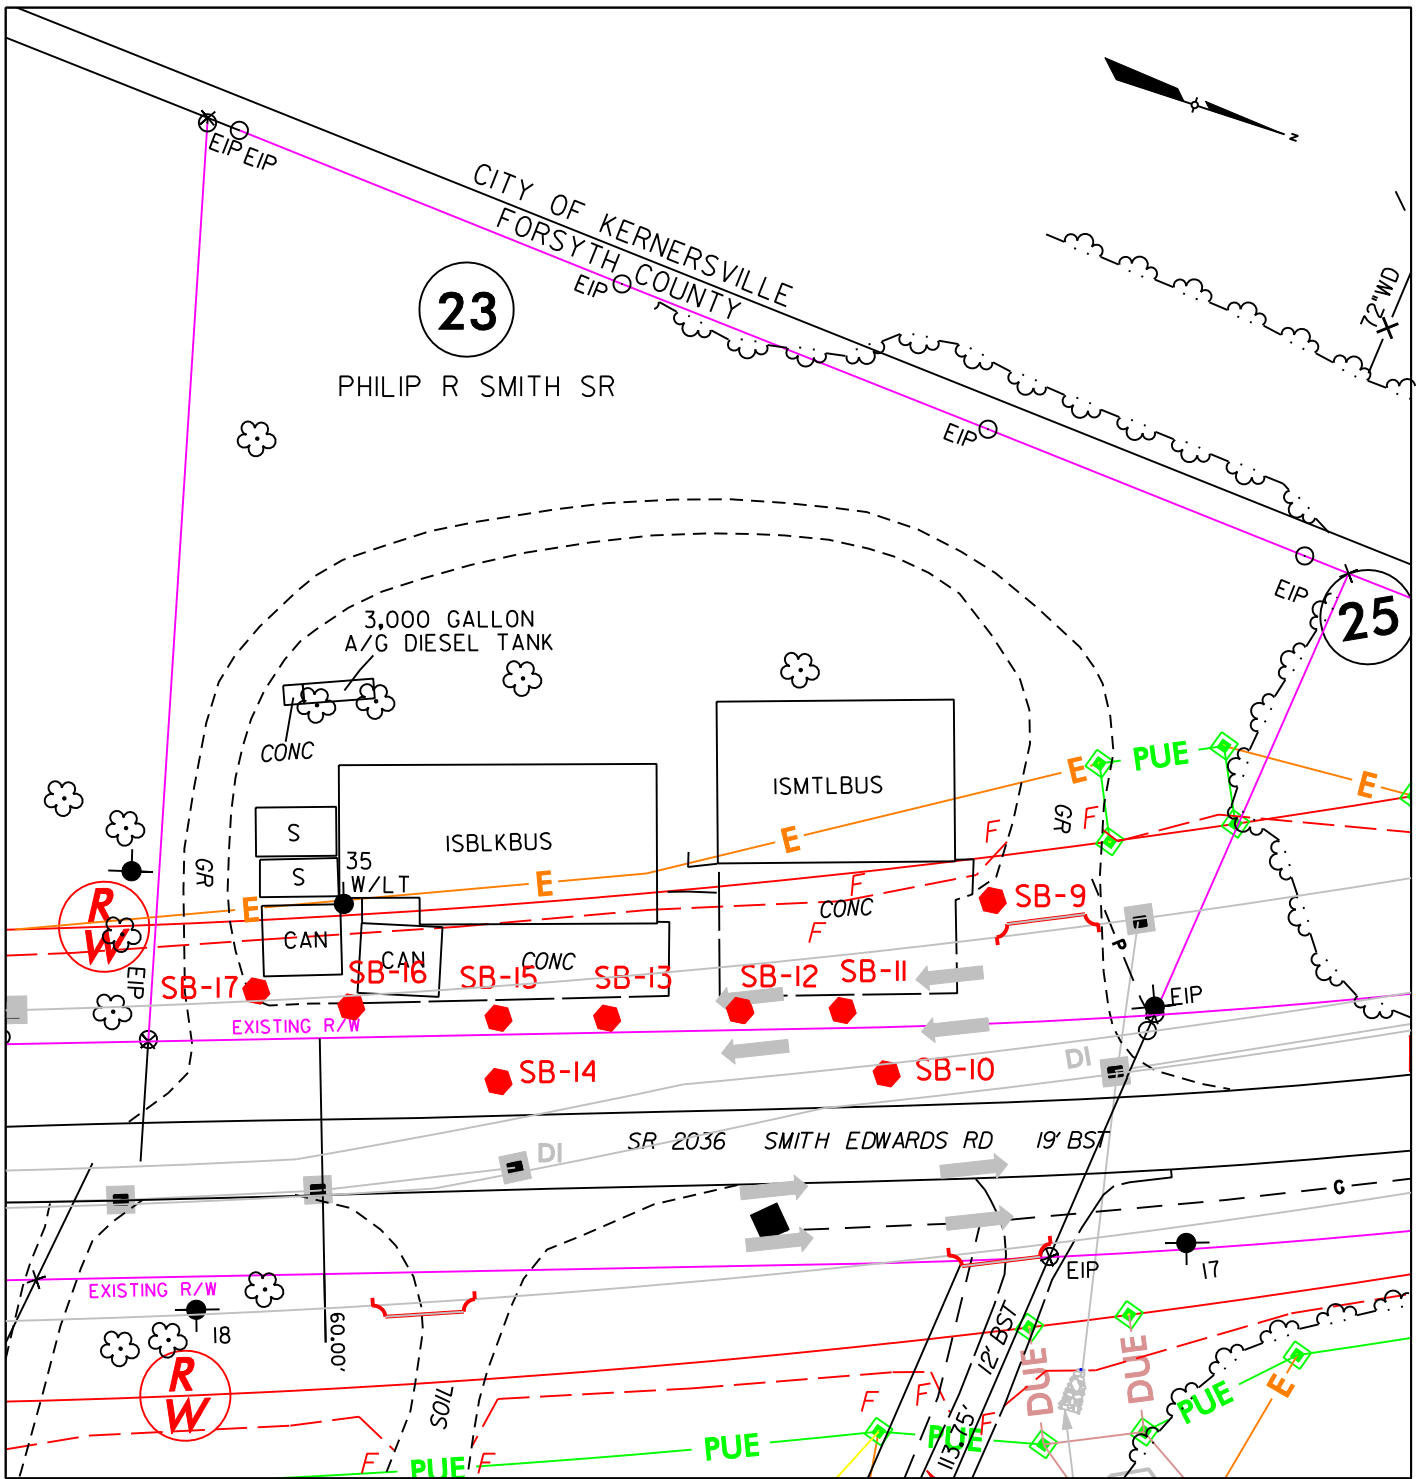 EIP EIP
Z
CITY OF KERNERSVILLE
FORSYTH COUNTY
EIP
23
PHILIP R SMITH SR
72"WD
EIP
EIP
25
3,000 GALLON
A/G DIESEL TANK
CONC
E PUE
E
ISMTLBUS
GR
F
F
E
S
ISBLKBUS
35
W/LT
GR
S
E
F
CONC
SB-9
R
W
E
CAN
F
P
CAN
CONC
EIP
SB-17
SB-16
SB-15
SB-13
SB-12
SB-11
EIP
EXISTING R/W
DI
SB-14
SB-10
SR 2036 SMITH EDWARDS RD 19' BST
DI
G
EXISTING R/W
EIP
17
18
60.00'
12' BST
DUE
DUE
R
W
SOIL
F
F
F
E
PUE
113.75'
PUE
PUE
F
F
PUE